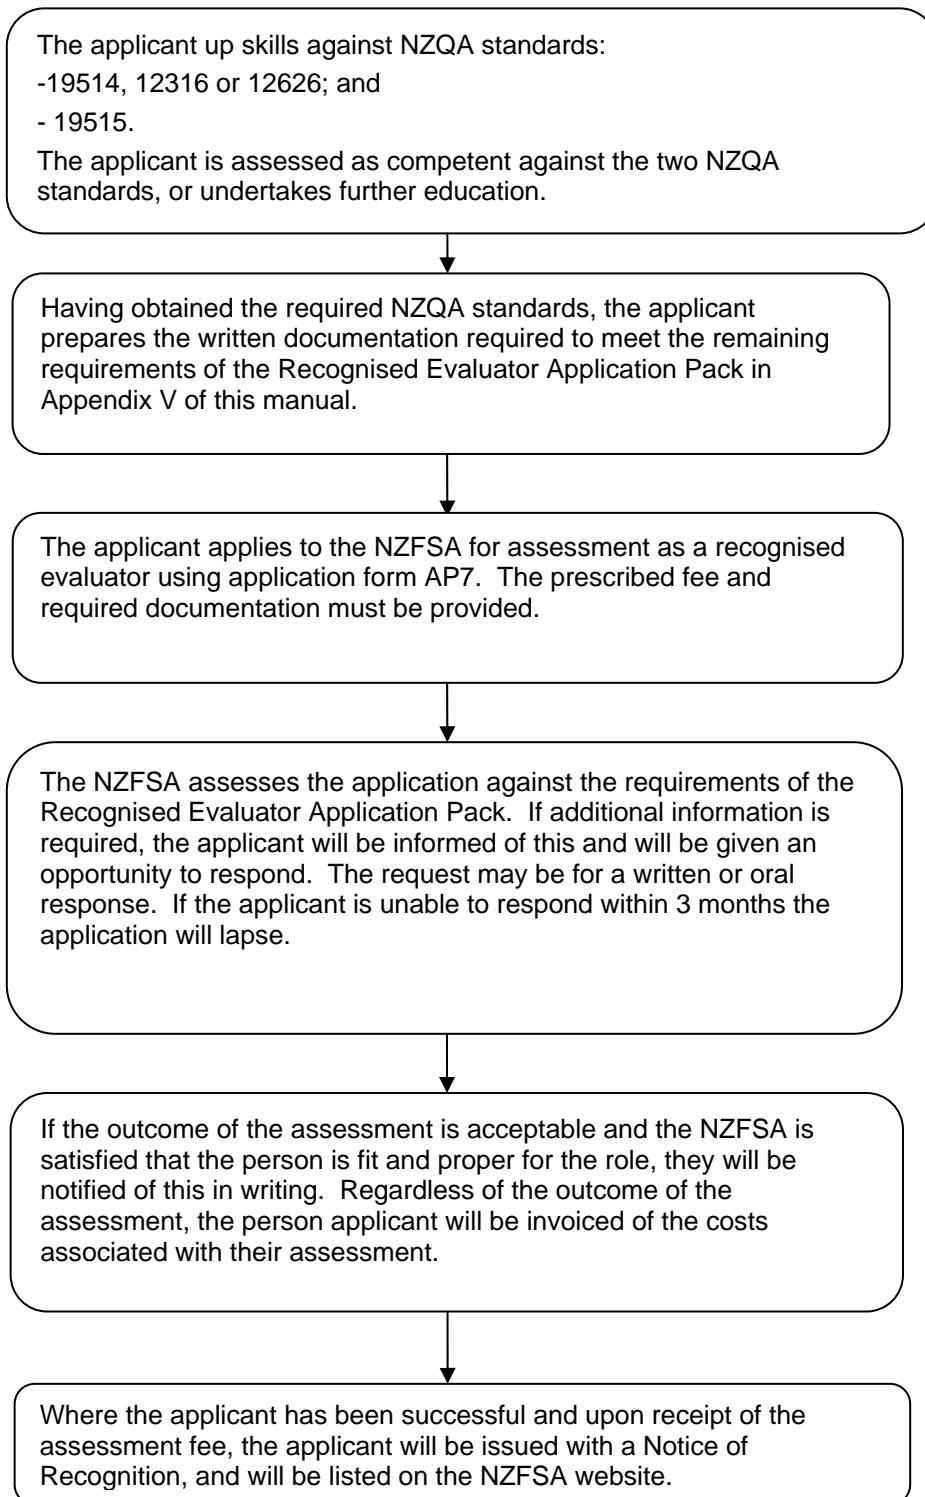 The applicant up skills against NZQA standards:
-19514, 12316 or 12626; and
- 19515.
The applicant is assessed as competent against the two NZQA
standards, or undertakes further education.
Having obtained the required NZQA standards, the applicant
prepares the written documentation required to meet the remaining
requirements of the Recognised Evaluator Application Pack in
Appendix V of this manual.
The applicant applies to the NZFSA for assessment as a recognised
evaluator using application form AP7.  The prescribed fee and
required documentation must be provided.
The NZFSA assesses the application against the requirements of the
Recognised Evaluator Application Pack.  If additional information is
required, the applicant will be informed of this and will be given an
opportunity to respond.  The request may be for a written or oral
response.  If the applicant is unable to respond within 3 months the
application will lapse.
If the outcome of the assessment is acceptable and the NZFSA is
satisfied that the person is fit and proper for the role, they will be
notified of this in writing.  Regardless of the outcome of the
assessment, the person applicant will be invoiced of the costs
associated with their assessment.
Where the applicant has been successful and upon receipt of the
assessment fee, the applicant will be issued with a Notice of
Recognition, and will be listed on the NZFSA website.